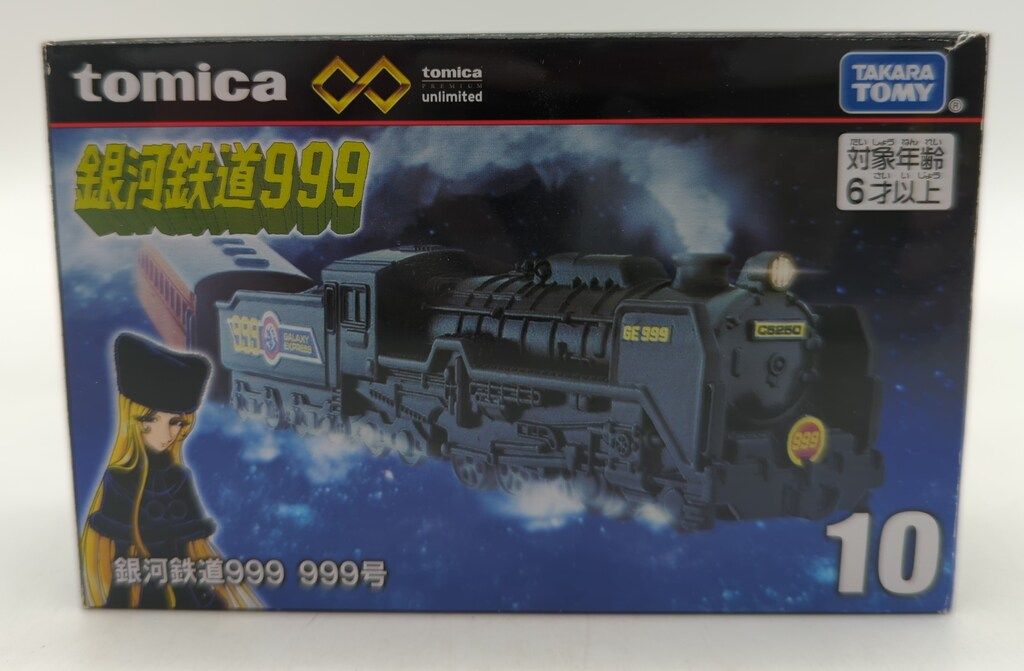 tomica
tomica
PREMIUM
unlimited
TAKARA
TOMY
®
銀河鉄道999
たいしょうねんれい
対象年齢
さいいじょう
6才以上
999
GALAXY
EXPRESS
GE999
C6250
999
銀河鉄道999 999号
10